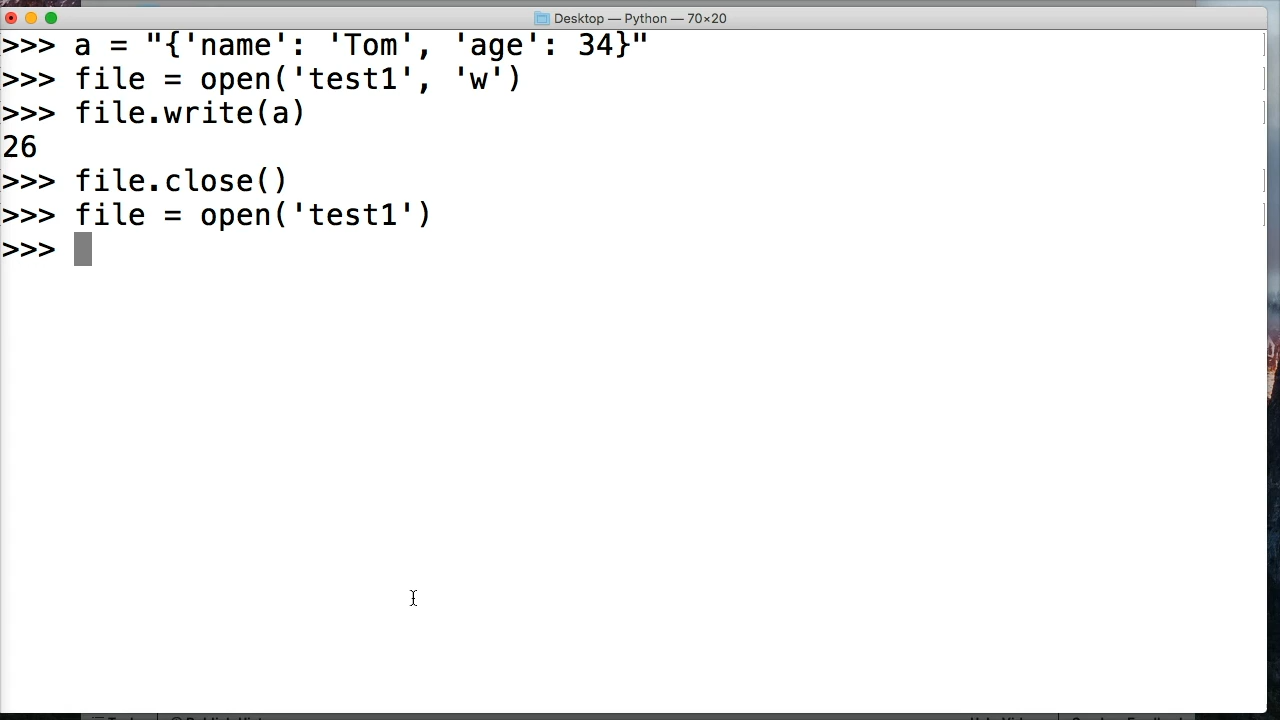 Desktop — Python — 70×20
>>> a = "{'name': 'Tom', 'age': 34}"
>>> file = open('test1', 'w')
>>> file.write(a)
26
>>> file.close()
>>> file = open('test1')
>>>